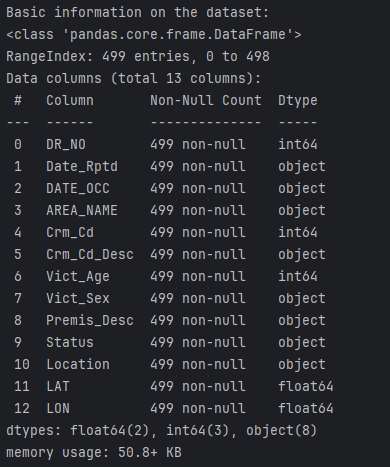 Basic information on the dataset:
<class 'pandas.core.frame.DataFrame'>
RangeIndex: 499 entries, 0 to 498
Data columns (total 13 columns):
 #   Column       Non-Null Count  Dtype
---  ------       --------------  -----
 0   DR_NO        499 non-null    int64
 1   Date_Rptd    499 non-null    object
 2   DATE_OCC     499 non-null    object
 3   AREA_NAME    499 non-null    object
 4   Crm_Cd       499 non-null    int64
 5   Crm_Cd_Desc  499 non-null    object
 6   Vict_Age     499 non-null    int64
 7   Vict_Sex     499 non-null    object
 8   Premis_Desc  499 non-null    object
 9   Status       499 non-null    object
 10  Location     499 non-null    object
 11  LAT          499 non-null    float64
 12  LON          499 non-null    float64
dtypes: float64(2), int64(3), object(8)
memory usage: 50.8+ KB